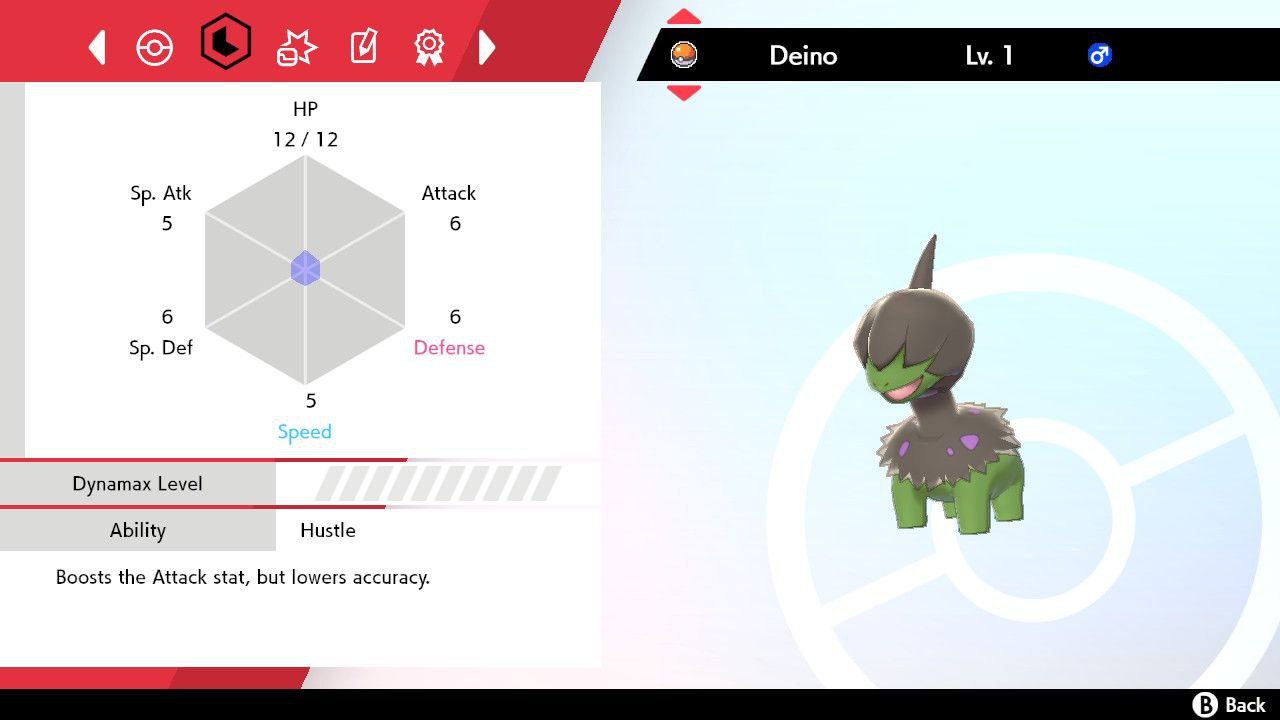 Deino Lv. 1 ♂
HP
12 / 12
Sp. Atk
5
Attack
6
6
Sp. Def
6
Defense
5
Speed
Dynamax Level
Ability Hustle
Boosts the Attack stat, but lowers accuracy.
B Back